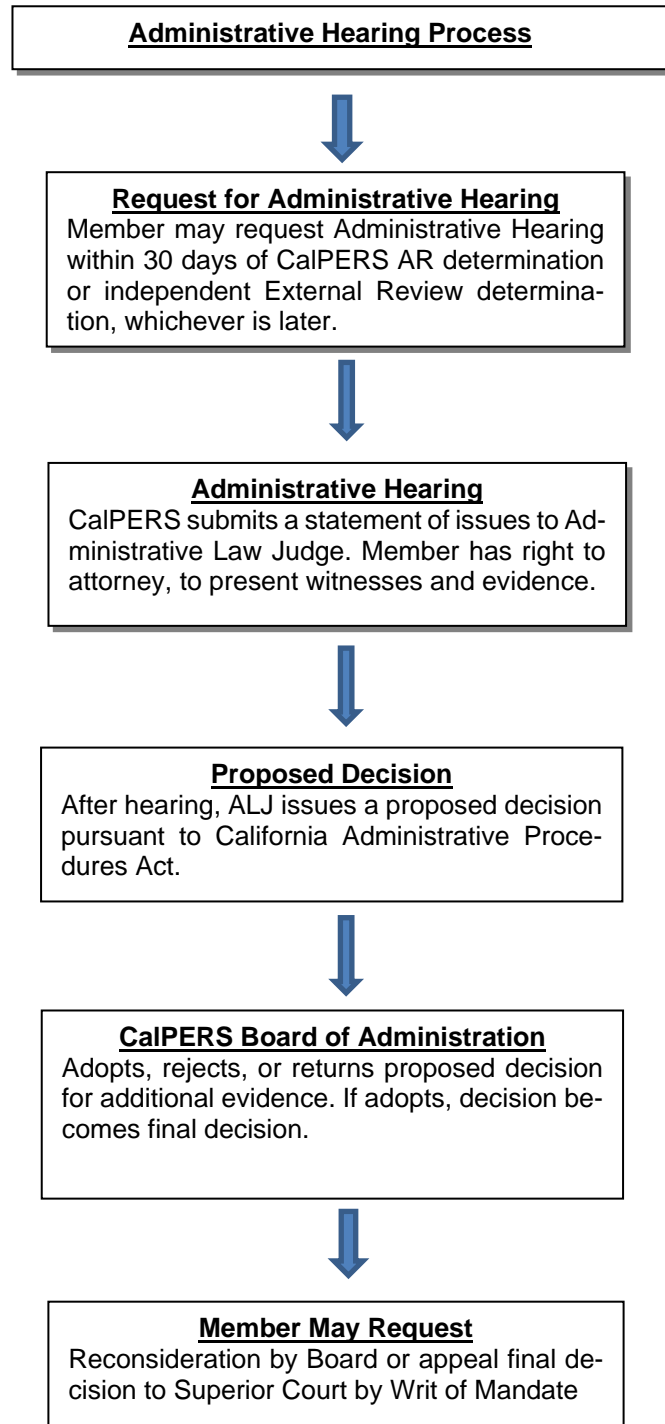 Administrative Hearing Process
Request for Administrative Hearing
Member may request Administrative Hearing
within 30 days of CalPERS AR determination
or independent External Review determina-
tion, whichever is later.
Administrative Hearing
CalPERS submits a statement of issues to Ad-
ministrative Law Judge. Member has right to
attorney, to present witnesses and evidence.
Proposed Decision
After hearing, ALJ issues a proposed decision
pursuant to California Administrative Proce-
dures Act.
CalPERS Board of Administration
Adopts, rejects, or returns proposed decision
for additional evidence. If adopts, decision be-
comes final decision.
Member May Request
Reconsideration by Board or appeal final de-
cision to Superior Court by Writ of Mandate